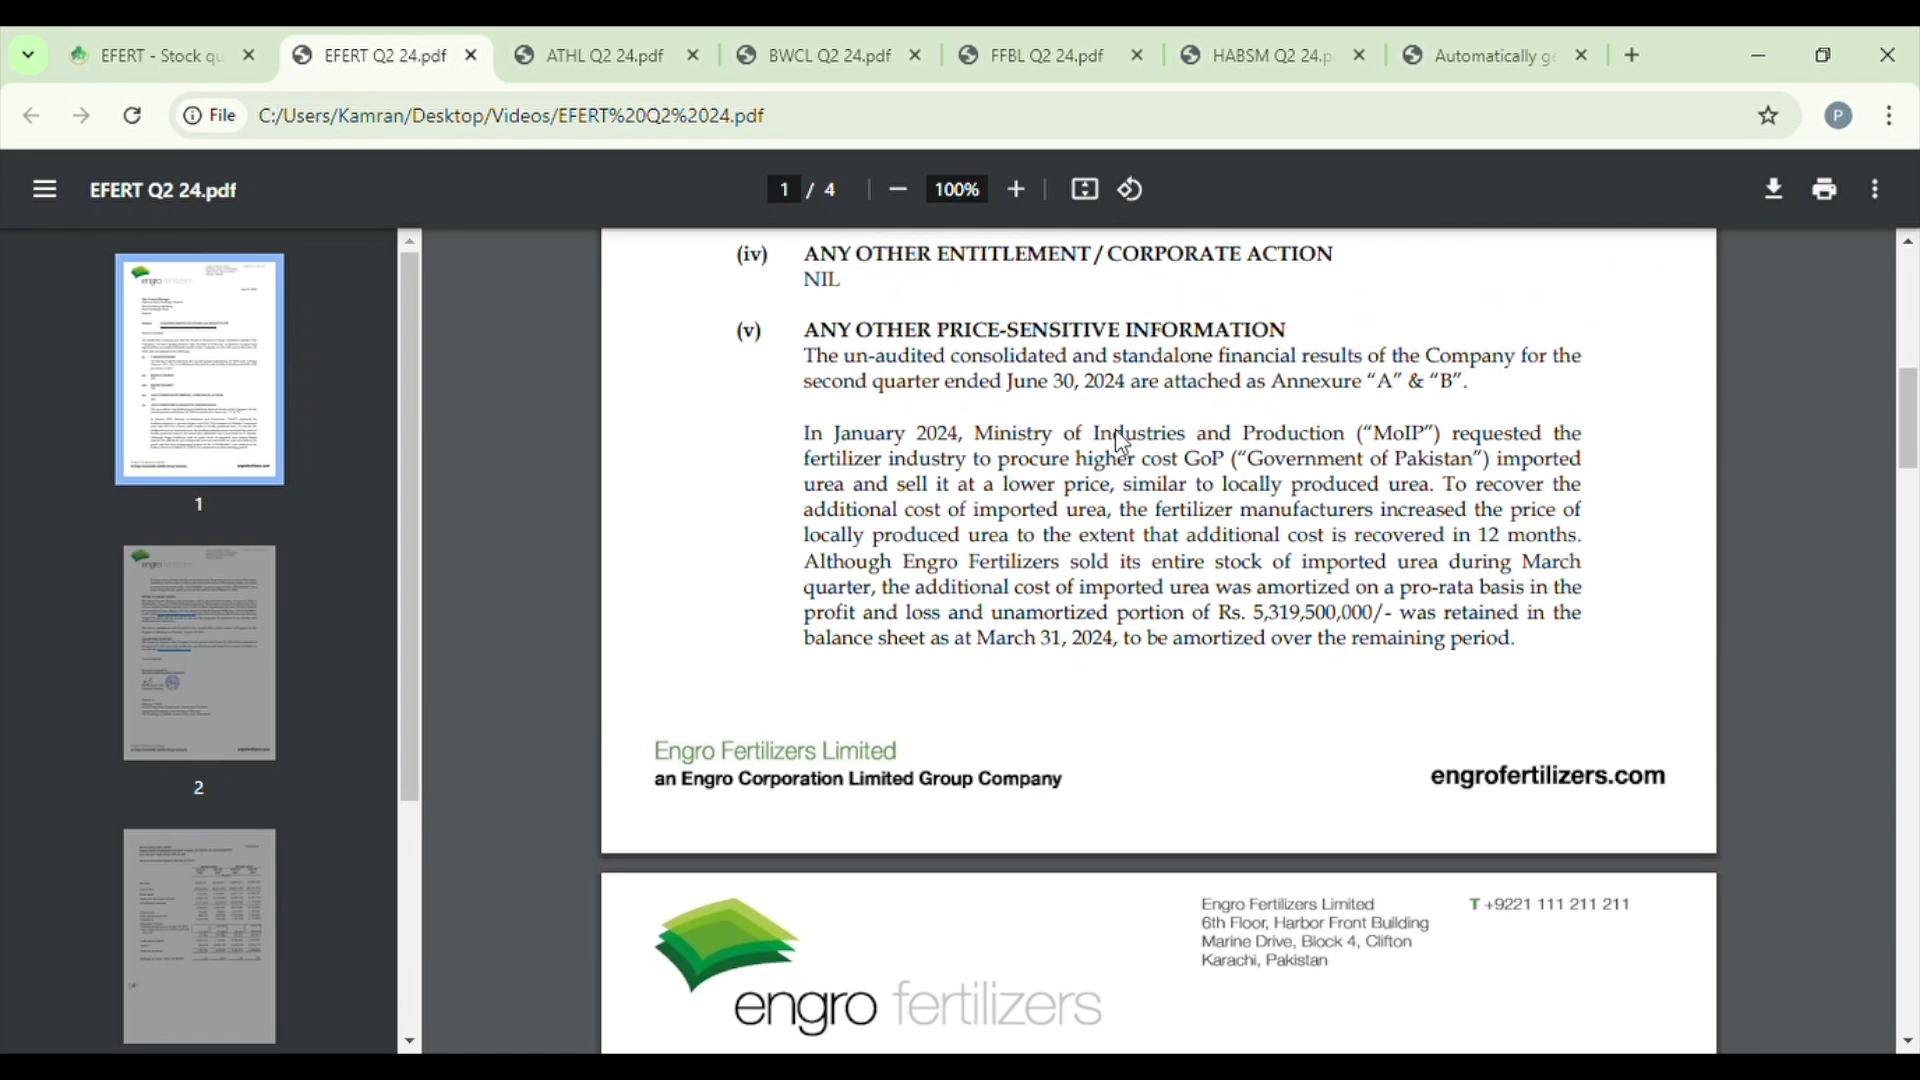 EFERT - Stock qu
EFERT Q2 24.pdf
ATHL Q2 24.pdf
BWCL Q2 24.pdf
FFBL Q2 24.pdf
HABSM Q2 24.p
Automatically ge
File
C:/Users/Kamran/Desktop/Videos/EFERT%20Q2%2024.pdf
P
EFERT Q2 24.pdf
1 / 4
100%
1
2
(iv) ANY OTHER ENTITLEMENT / CORPORATE ACTION
NIL
(v) ANY OTHER PRICE-SENSITIVE INFORMATION
The un-audited consolidated and standalone financial results of the Company for the
second quarter ended June 30, 2024 are attached as Annexure “A” & “B”.
In January 2024, Ministry of Industries and Production (“MoIP”) requested the
fertilizer industry to procure higher cost GoP (“Government of Pakistan”) imported
urea and sell it at a lower price, similar to locally produced urea. To recover the
additional cost of imported urea, the fertilizer manufacturers increased the price of
locally produced urea to the extent that additional cost is recovered in 12 months.
Although Engro Fertilizers sold its entire stock of imported urea during March
quarter, the additional cost of imported urea was amortized on a pro-rata basis in the
profit and loss and unamortized portion of Rs. 5,319,500,000/- was retained in the
balance sheet as at March 31, 2024, to be amortized over the remaining period.
Engro Fertilizers Limited
an Engro Corporation Limited Group Company
engrofertilizers.com
engro fertilizers
Engro Fertilizers Limited
6th Floor, Harbor Front Building
Marine Drive, Block 4, Clifton
Karachi, Pakistan
T +9221 111 211 211